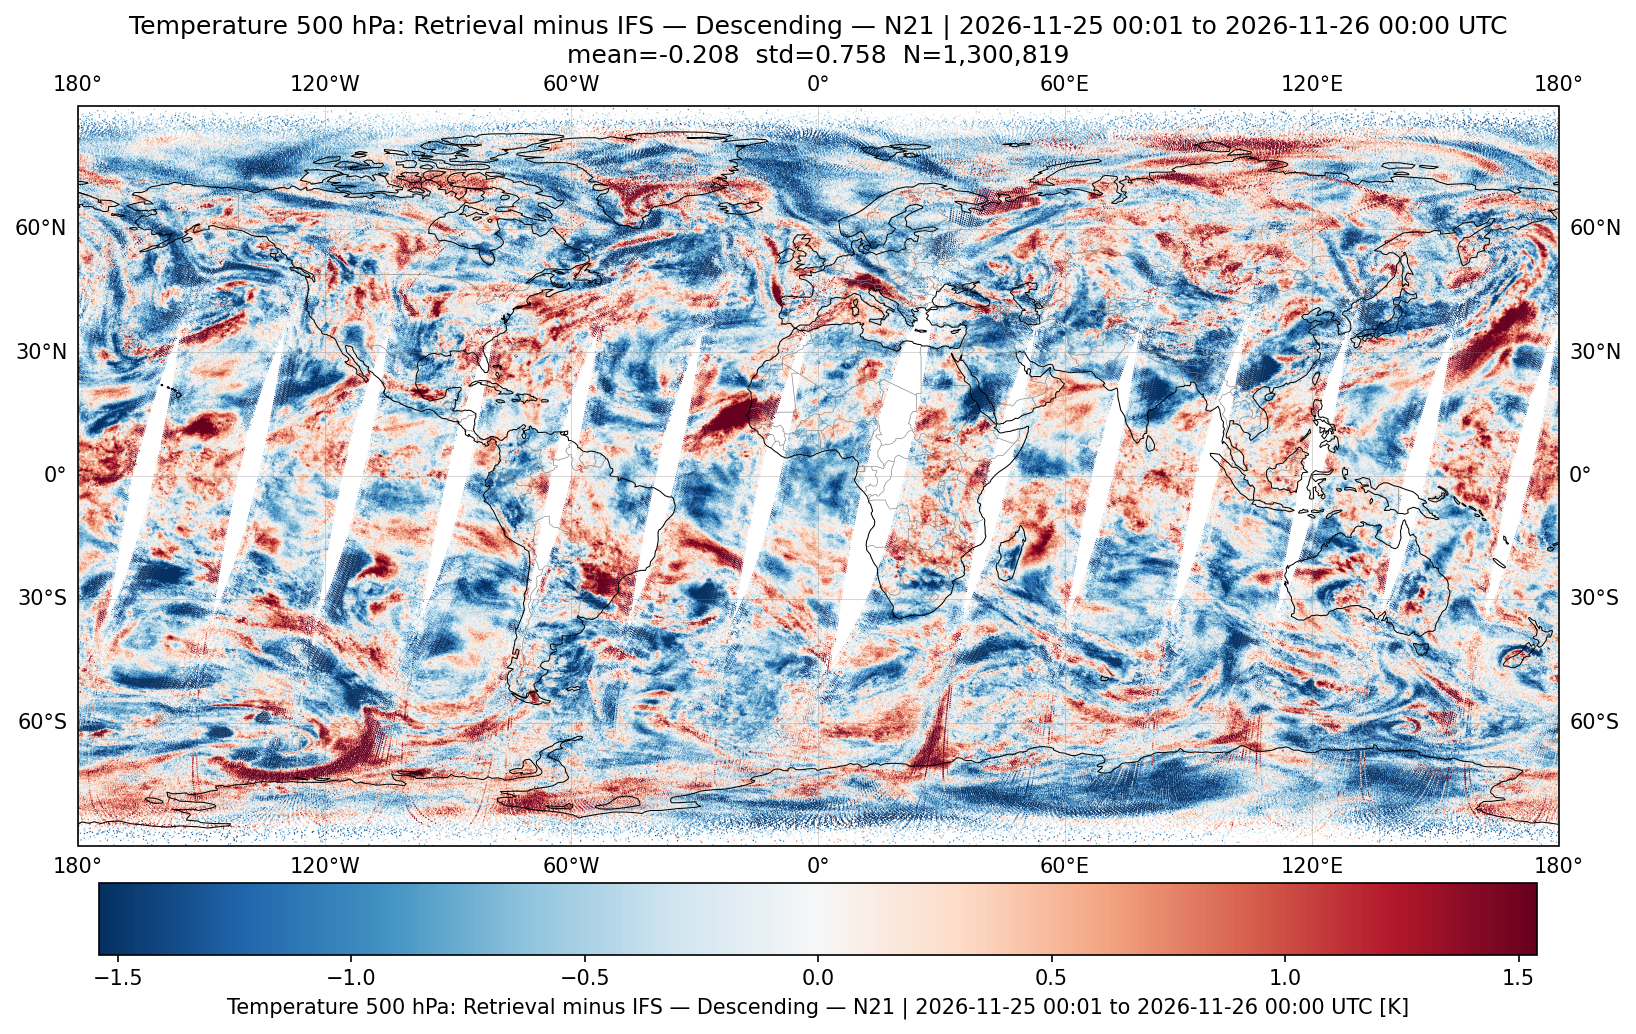 Temperature 500 hPa: Retrieval minus IFS — Descending — N21 | 2026-11-25 00:01 to 2026-11-26 00:00 UTC
mean=-0.208 std=0.758 N=1,300,819
180° 120°W 60°W 0° 60°E 120°E 180°
60°N 60°N
30°N 30°N
0° 0°
30°S 30°S
60°S 60°S
180° 120°W 60°W 0° 60°E 120°E 180°
−1.5 −1.0 −0.5 0.0 0.5 1.0 1.5
Temperature 500 hPa: Retrieval minus IFS — Descending — N21 | 2026-11-25 00:01 to 2026-11-26 00:00 UTC [K]